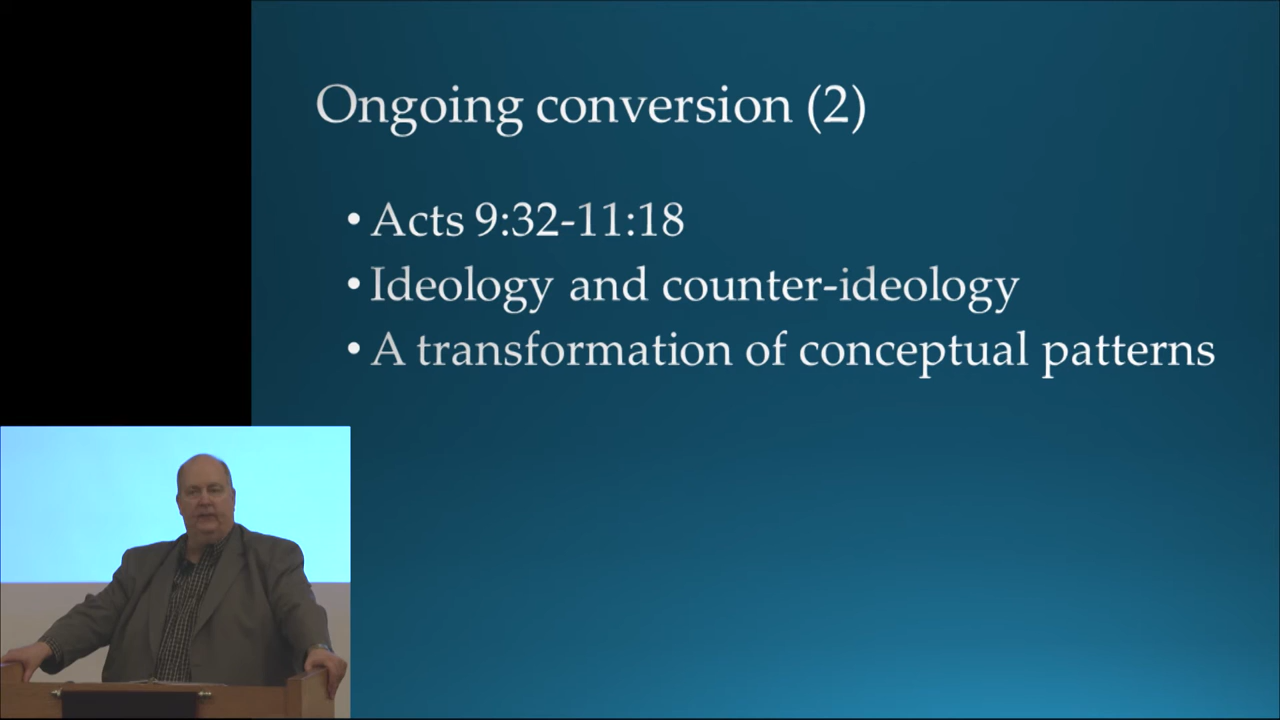 Ongoing conversion (2)
• Acts 9:32-11:18
• Ideology and counter-ideology
• A transformation of conceptual patterns